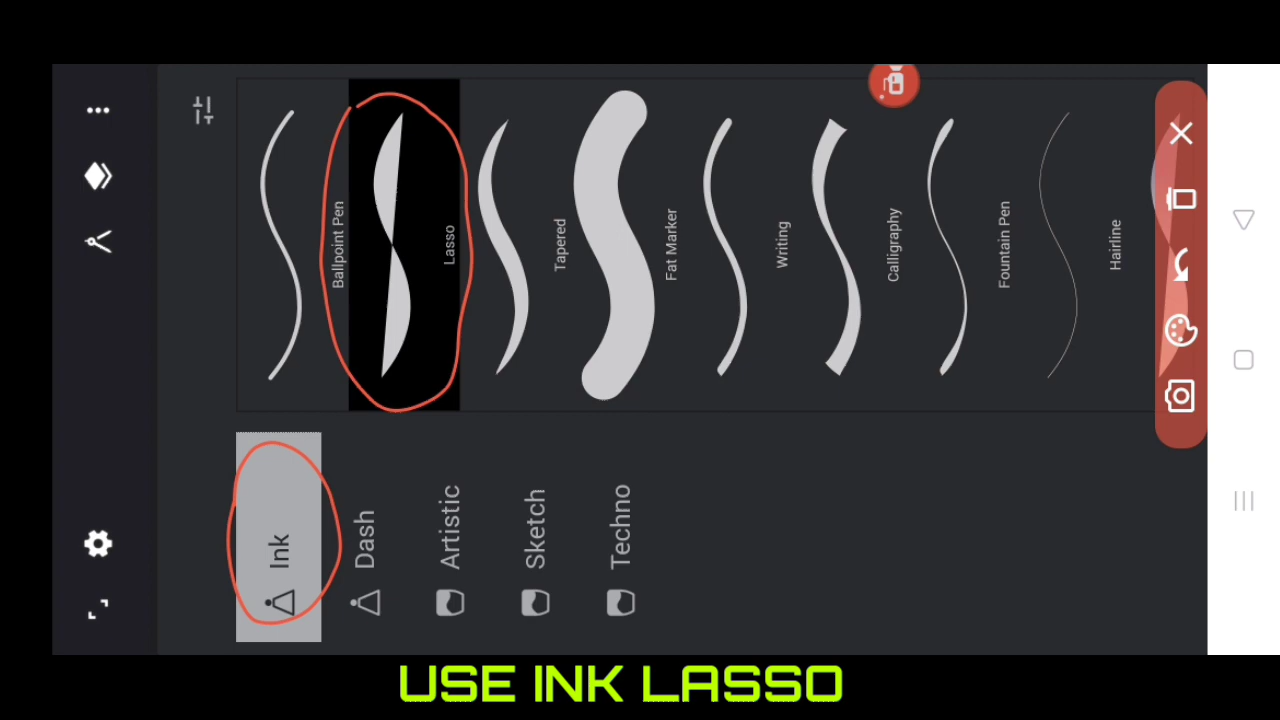 Ballpoint Pen
Lasso
Tapered
Fat Marker
Writing
Calligraphy
Fountain Pen
Hairline
Ink
Dash
Artistic
Sketch
Techno
USE INK LASSO